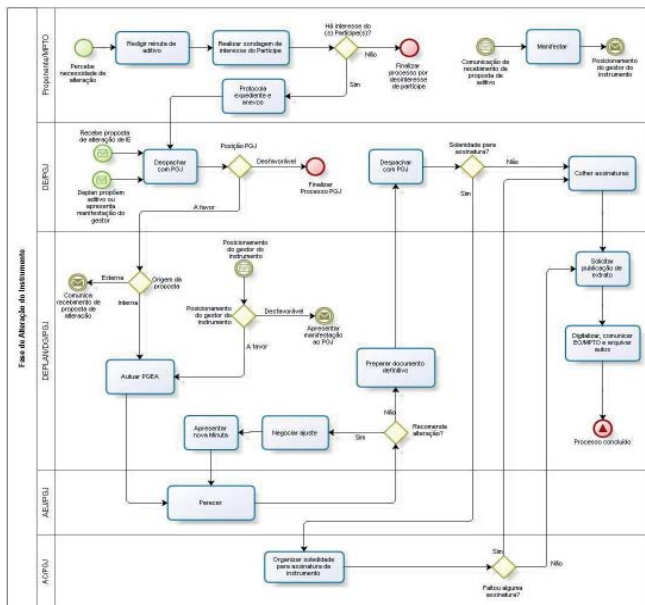 Fase de Alteração do Instrumento
Proponente/MPTO
Percebe
necessidade de
alteração
Redigir minuta de
aditivo
Realizar sondagem de
interesse do Partícipe
Há interesse do
(s) Partícipe(s)?
Não
Finalizar
processo por
desinteresse de
partícipe
Sim
Protocola
expediente e
anexos
Comunicação de
recebimento de
proposta de
aditivo
Manifestar
Posicionamento
do gestor do
instrumento
DE/PGJ
Recebe proposta
de alteração de IE
Deplan propõem
aditivo ou
apresenta
manifestação do
gestor
Despachar
com PGJ
Posição PGJ
Desfavorável
Finalizar
Processo PGJ
A favor
Despachar
com PGJ
Solenidade para
assinatura?
Não
Sim
Colher assinaturas
DEPLAN/DG/PGJ
Externa
Origem da
proposta
Comunica
recebimento de
proposta de
alteração
Interna
Posicionamento
do gestor do
instrumento
Posicionamento
do gestor do
instrumento
Desfavorável
Apresentar
manifestação
ao PGJ
A favor
Autuar PGEA
Preparar documento
definitivo
Não
Recomenda
alteração?
Sim
Negociar ajuste
Apresentar
nova Minuta
Solicitar
publicação de
extrato
Digitalizar, comunicar
EO/MPTO e arquivar
autos
Processo concluído
AEJ/PGJ
Parecer
AO/PGJ
Organizar soledidade
para assinatura de
instrumento
Sim
Não
Faltou alguma
assinatura?